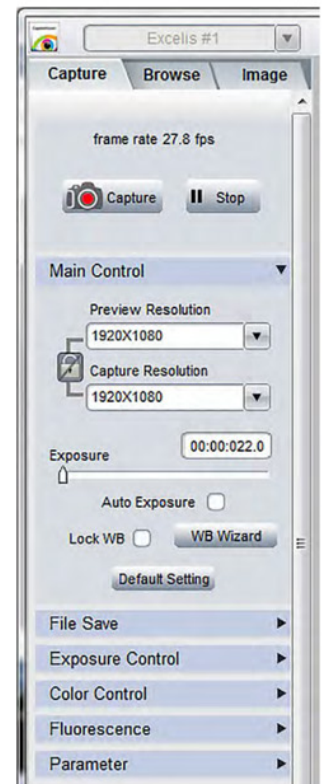 Excelis #1
Capture Browse Image
frame rate 27.8 fps
Capture Stop
Main Control
Preview Resolution
1920X1080
Capture Resolution
1920X1080
Exposure 00:00:022.0
Auto Exposure
Lock WB WB Wizard
Default Setting
File Save
Exposure Control
Color Control
Fluorescence
Parameter